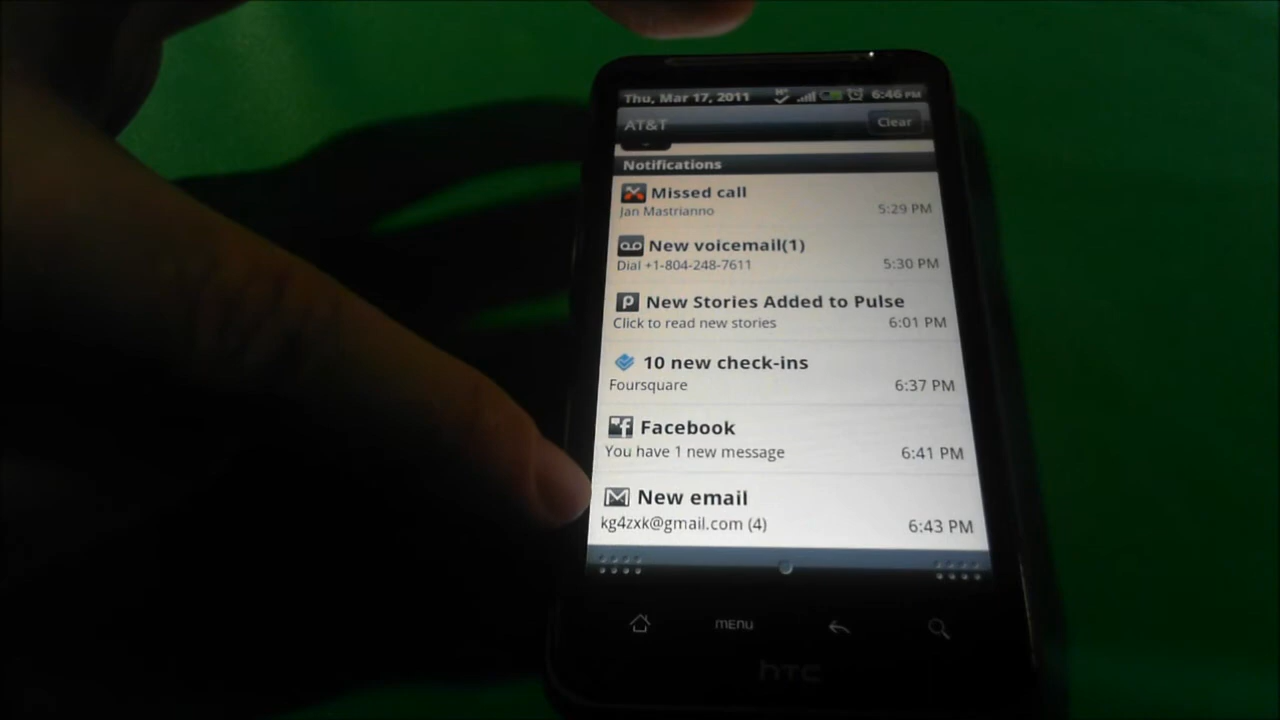 Thu, Mar 17, 2011 6:46 PM
AT&T Clear
Notifications
Missed call
Jan Mastrianno 5:29 PM
New voicemail(1)
Dial +1-804-248-7611 5:30 PM
New Stories Added to Pulse
Click to read new stories 6:01 PM
10 new check-ins
Foursquare 6:37 PM
Facebook
You have 1 new message 6:41 PM
New email
kg4zxk@gmail.com (4) 6:43 PM
MENU
hTC